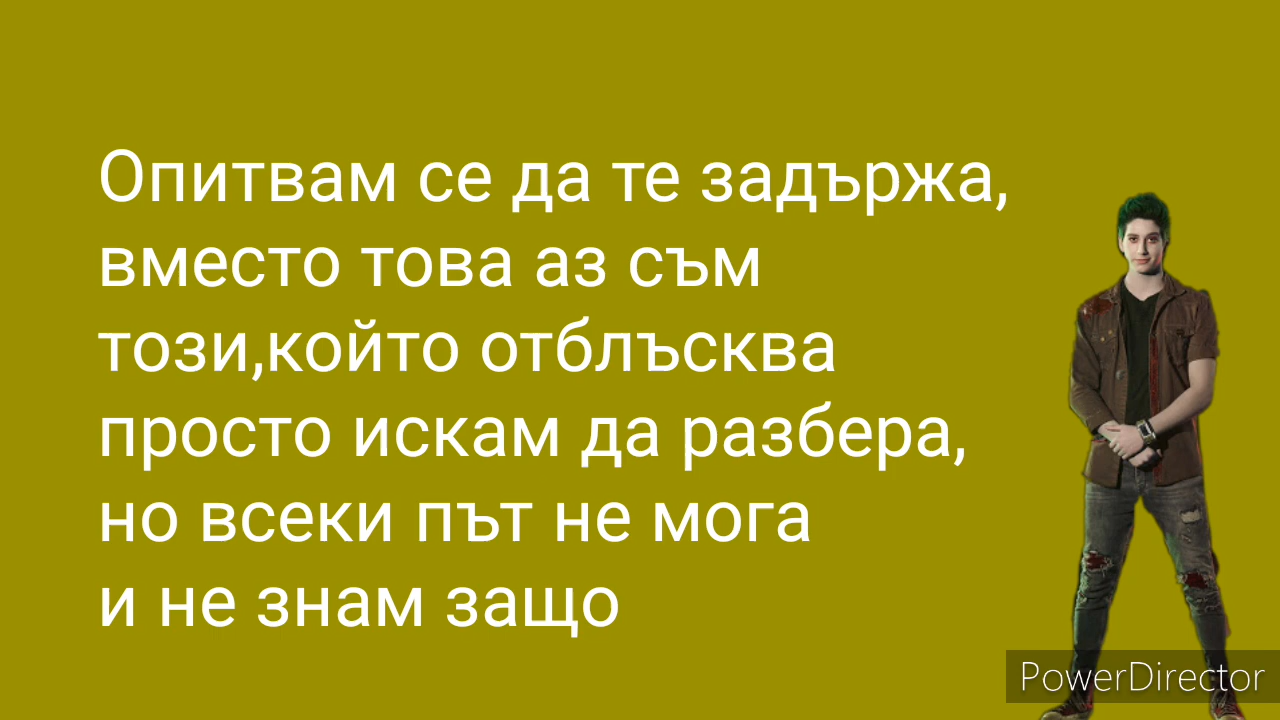 Опитвам се да те задържа,
вместо това аз съм
този,който отблъсква
просто искам да разбера,
но всеки път не мога
и не знам защо
PowerDirector